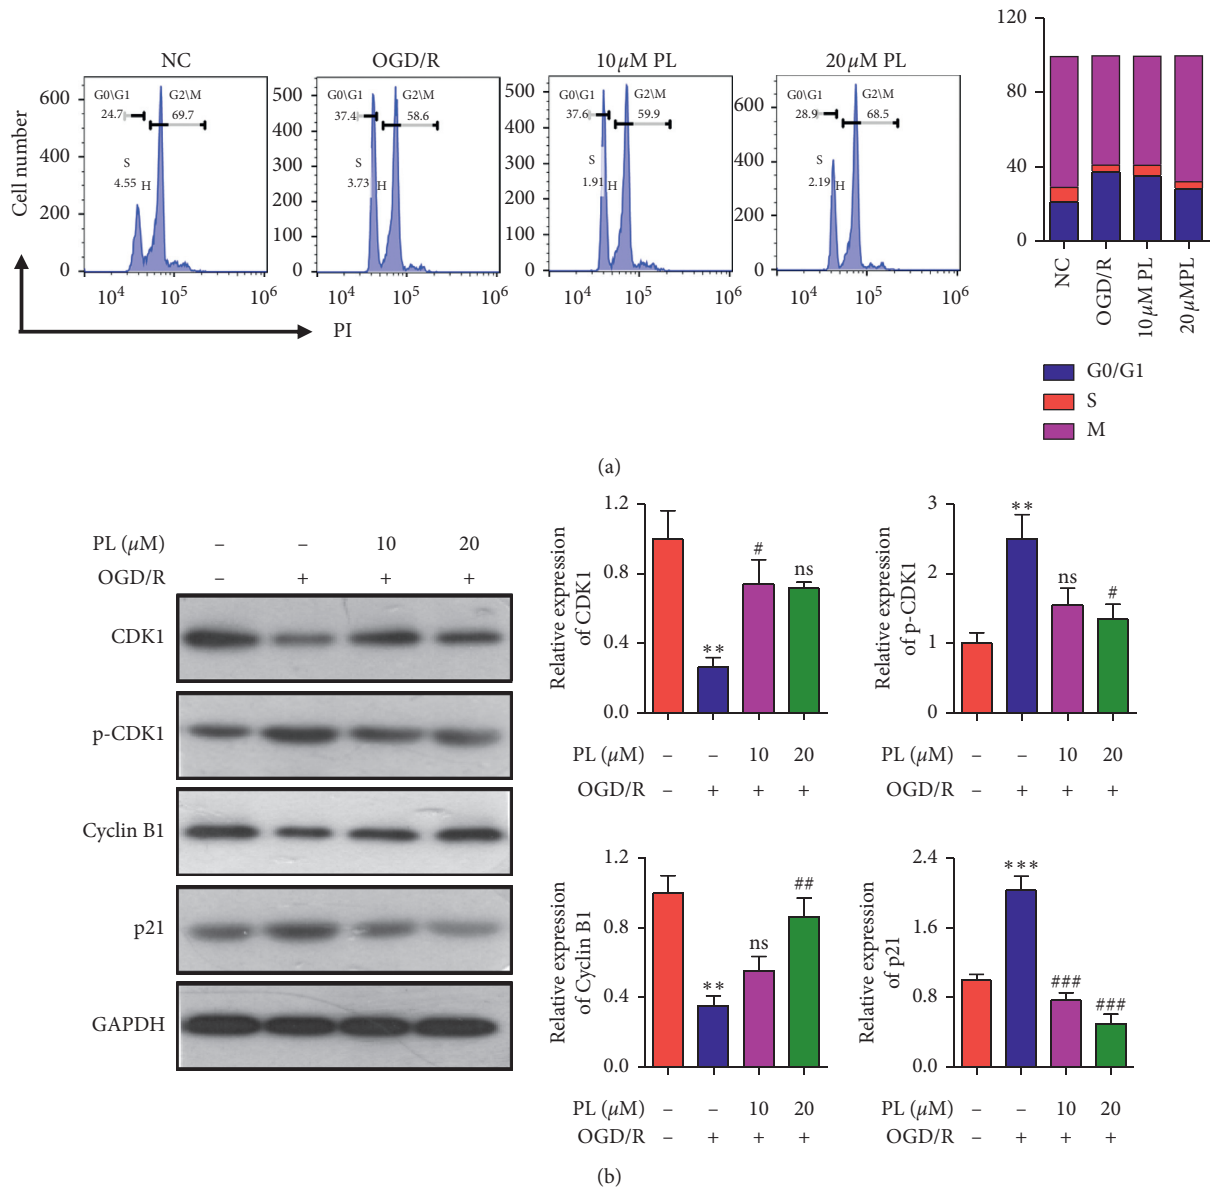 NC
OGD/R
10 µM PL
20 µM PL
Cell number
600
400
200
0
G0\G1
24.7
G2\M
69.7
S
4.55
H
10⁴
10⁵
10⁶
500
400
300
200
100
0
G0\G1
37.4
G2\M
58.6
S
3.73
H
10⁴
10⁵
10⁶
500
400
300
200
100
0
G0\G1
37.6
G2\M
59.9
S
1.91
H
10⁴
10⁵
10⁶
600
400
200
0
G0\G1
28.9
G2\M
68.5
S
2.19
H
10⁴
10⁵
10⁶
PI
120
80
40
0
NC
OGD/R
10 µM PL
20 µMPL
G0/G1
S
M
(a)
PL (µM) – – 10 20
OGD/R – + + +
CDK1
p-CDK1
Cyclin B1
p21
GAPDH
Relative expression
of CDK1
1.2
0.8
0.4
0.0
**
#
ns
PL (µM) – – 10 20
OGD/R – + + +
Relative expression
of p-CDK1
3
2
1
0
**
ns
#
PL (µM) – – 10 20
OGD/R – + + +
Relative expression
of Cyclin B1
1.2
0.8
0.4
0.0
**
ns
##
PL (µM) – – 10 20
OGD/R – + + +
Relative expression
of p21
2.4
1.6
0.8
0.0
***
###
###
PL (µM) – – 10 20
OGD/R – + + +
(b)